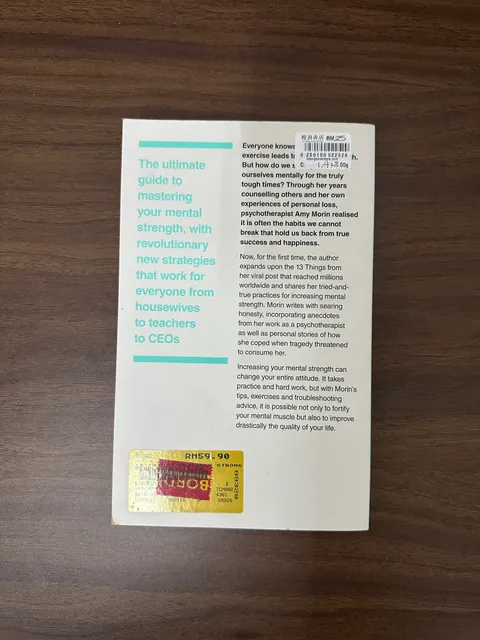 The ultimate
guide to
mastering
your mental
strength, with
revolutionary
new strategies
that work for
everyone from
housewives
to teachers
to CEOs
Everyone knows
exercise leads
But how do we
ourselves mentally for the truly
tough times? Through her years
counselling others and her own
experiences of personal loss,
psychotherapist Amy Morin realised
it is often the habits we cannot
break that hold us back from true
success and happiness.
Now, for the first time, the author
expands upon the 13 Things from
her viral post that reached millions
worldwide and shares her tried-and-
true practices for increasing mental
strength. Morin writes with searing
honesty, incorporating anecdotes
from her work as a psychotherapist
as well as personal stories of how
she coped when tragedy threatened
to consume her.
Increasing your mental strength can
change your entire attitude. It takes
practice and hard work, but with Morin's
tips, exercises and troubleshooting
advice, it is possible not only to fortify
your mental muscle but also to improve
drastically the quality of your life.
RM25
RM59.90
STRONG